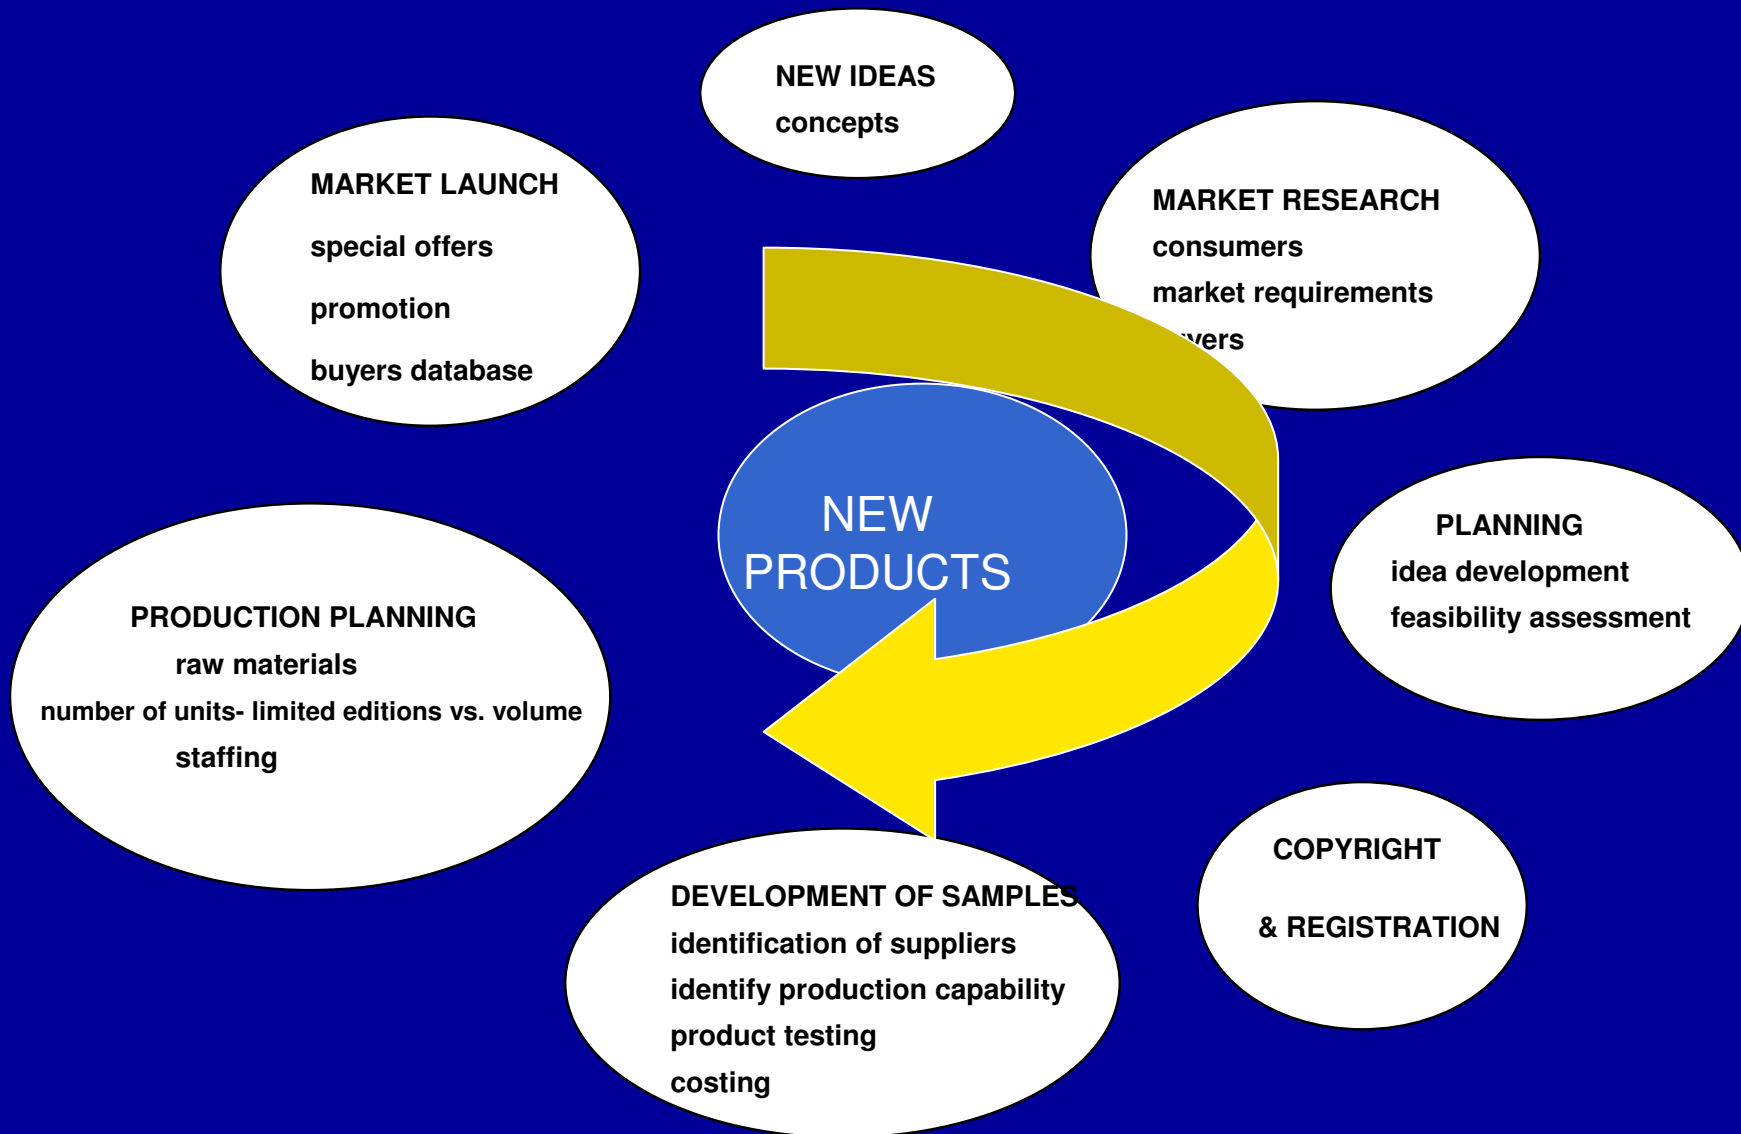 NEW IDEAS
concepts
MARKET RESEARCH
consumers
market requirements
PLANNING
idea development
feasibility assessment
COPYRIGHT
& REGISTRATION
DEVELOPMENT OF SAMPLES
identification of suppliers
identify production capability
product testing
costing
PRODUCTION PLANNING
raw materials
number of units- limited editions vs. volume
staffing
MARKET LAUNCH
special offers
promotion
buyers database
NEW
PRODUCTS